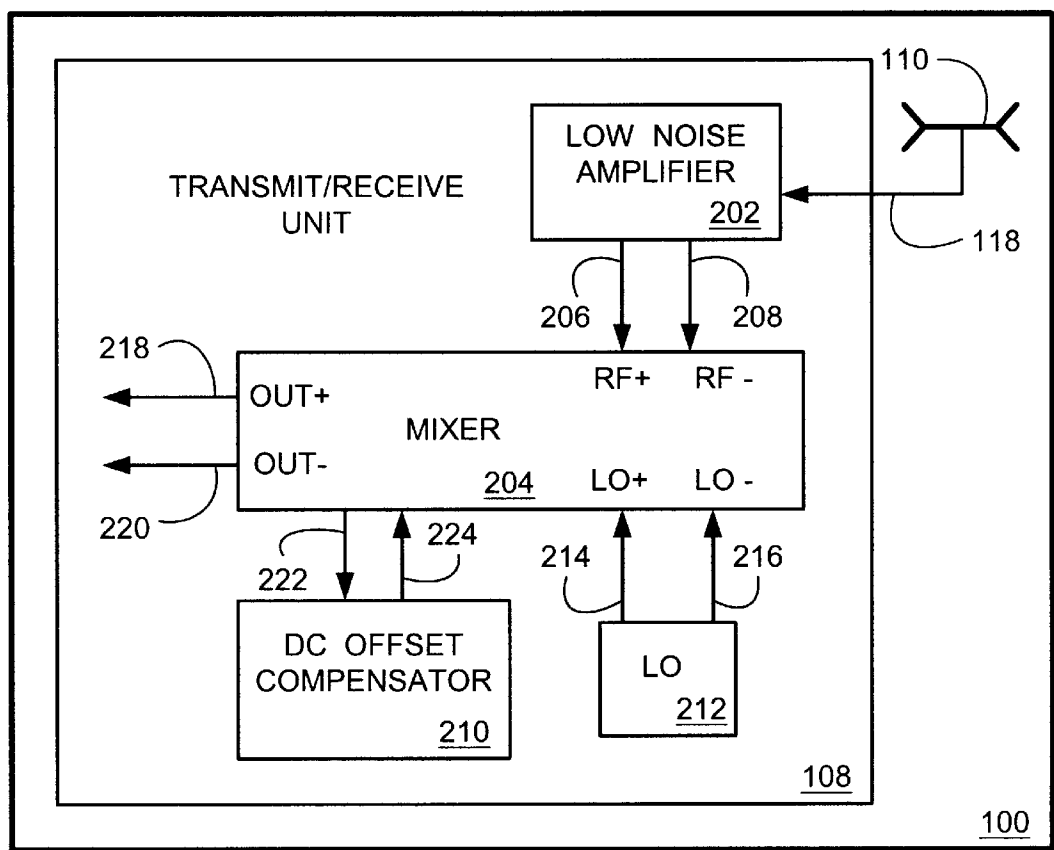 110
LOW NOISE
AMPLIFIER
202
TRANSMIT/RECEIVE
UNIT
118
206
208
218
RF+ RF -
OUT+
MIXER
OUT-
204
LO+ LO -
220
222
224
214
216
DC OFFSET
COMPENSATOR
210
LO
212
108
100